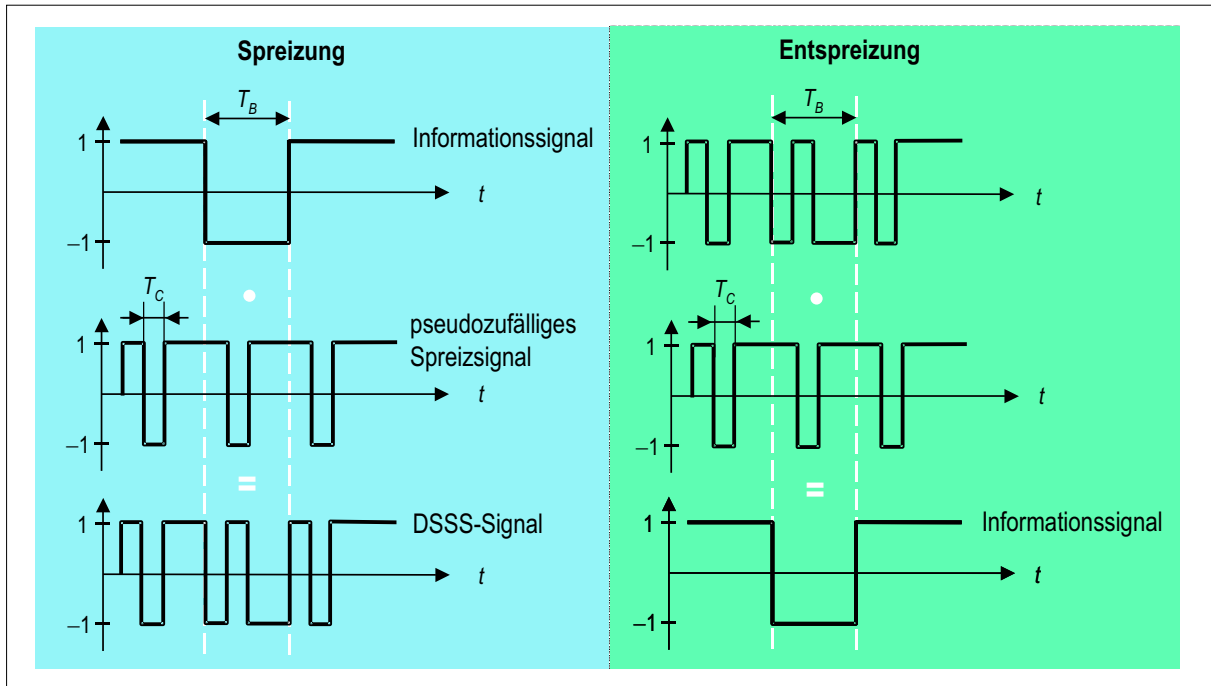 Spreizung
T_B
1
Informationssignal
t
–1
T_C
pseudozufälliges
Spreizsignal
1
t
–1
=
1
DSSS-Signal
t
–1
Entspreizung
T_B
1
t
–1
T_C
1
t
–1
=
1
Informationssignal
t
–1